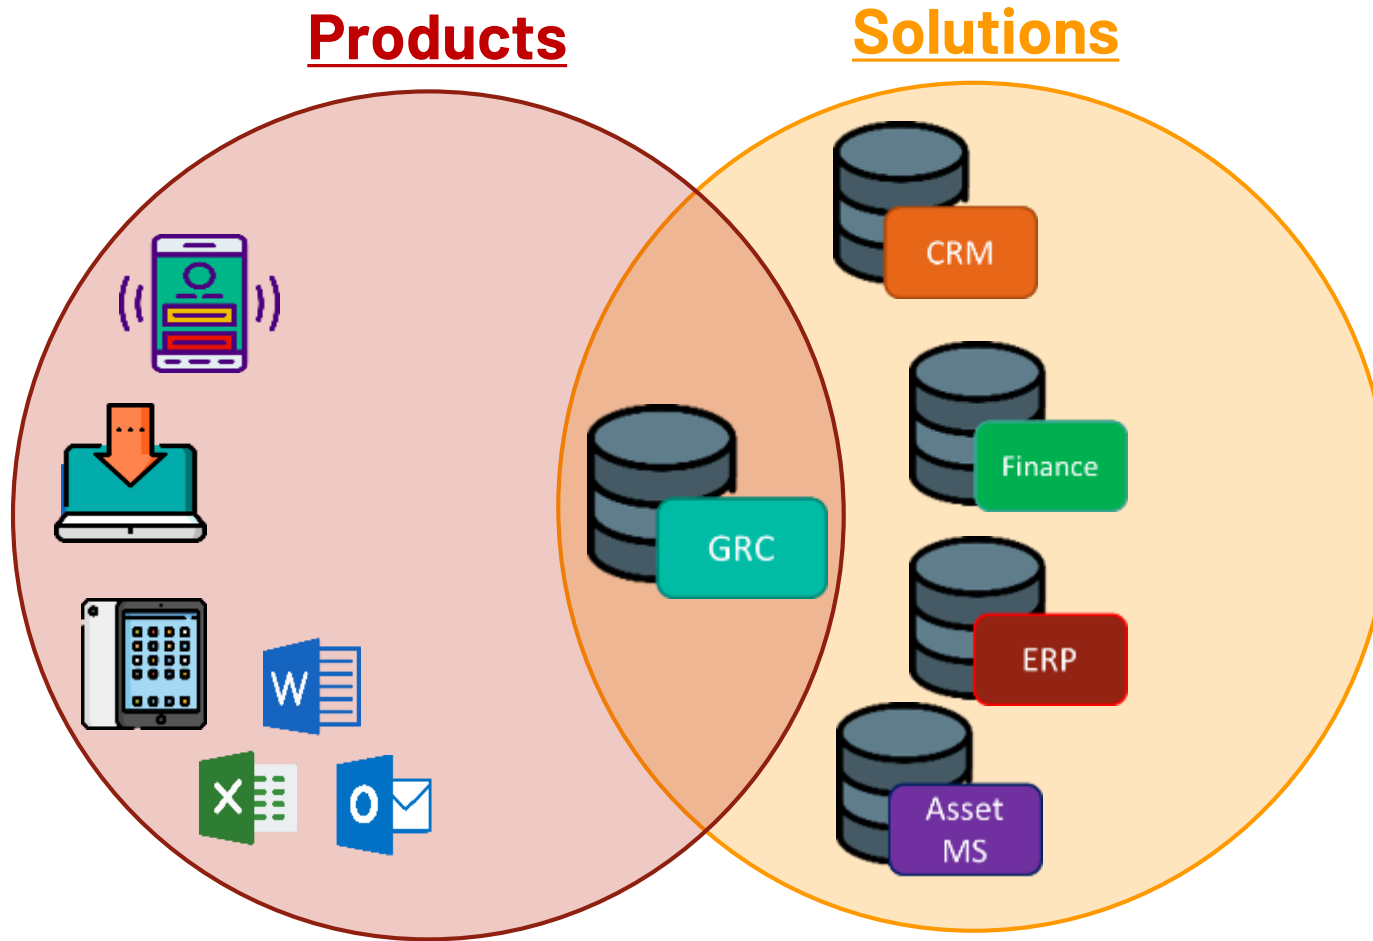 Products
Solutions
CRM
Finance
GRC
ERP
W
X
O
Asset
MS